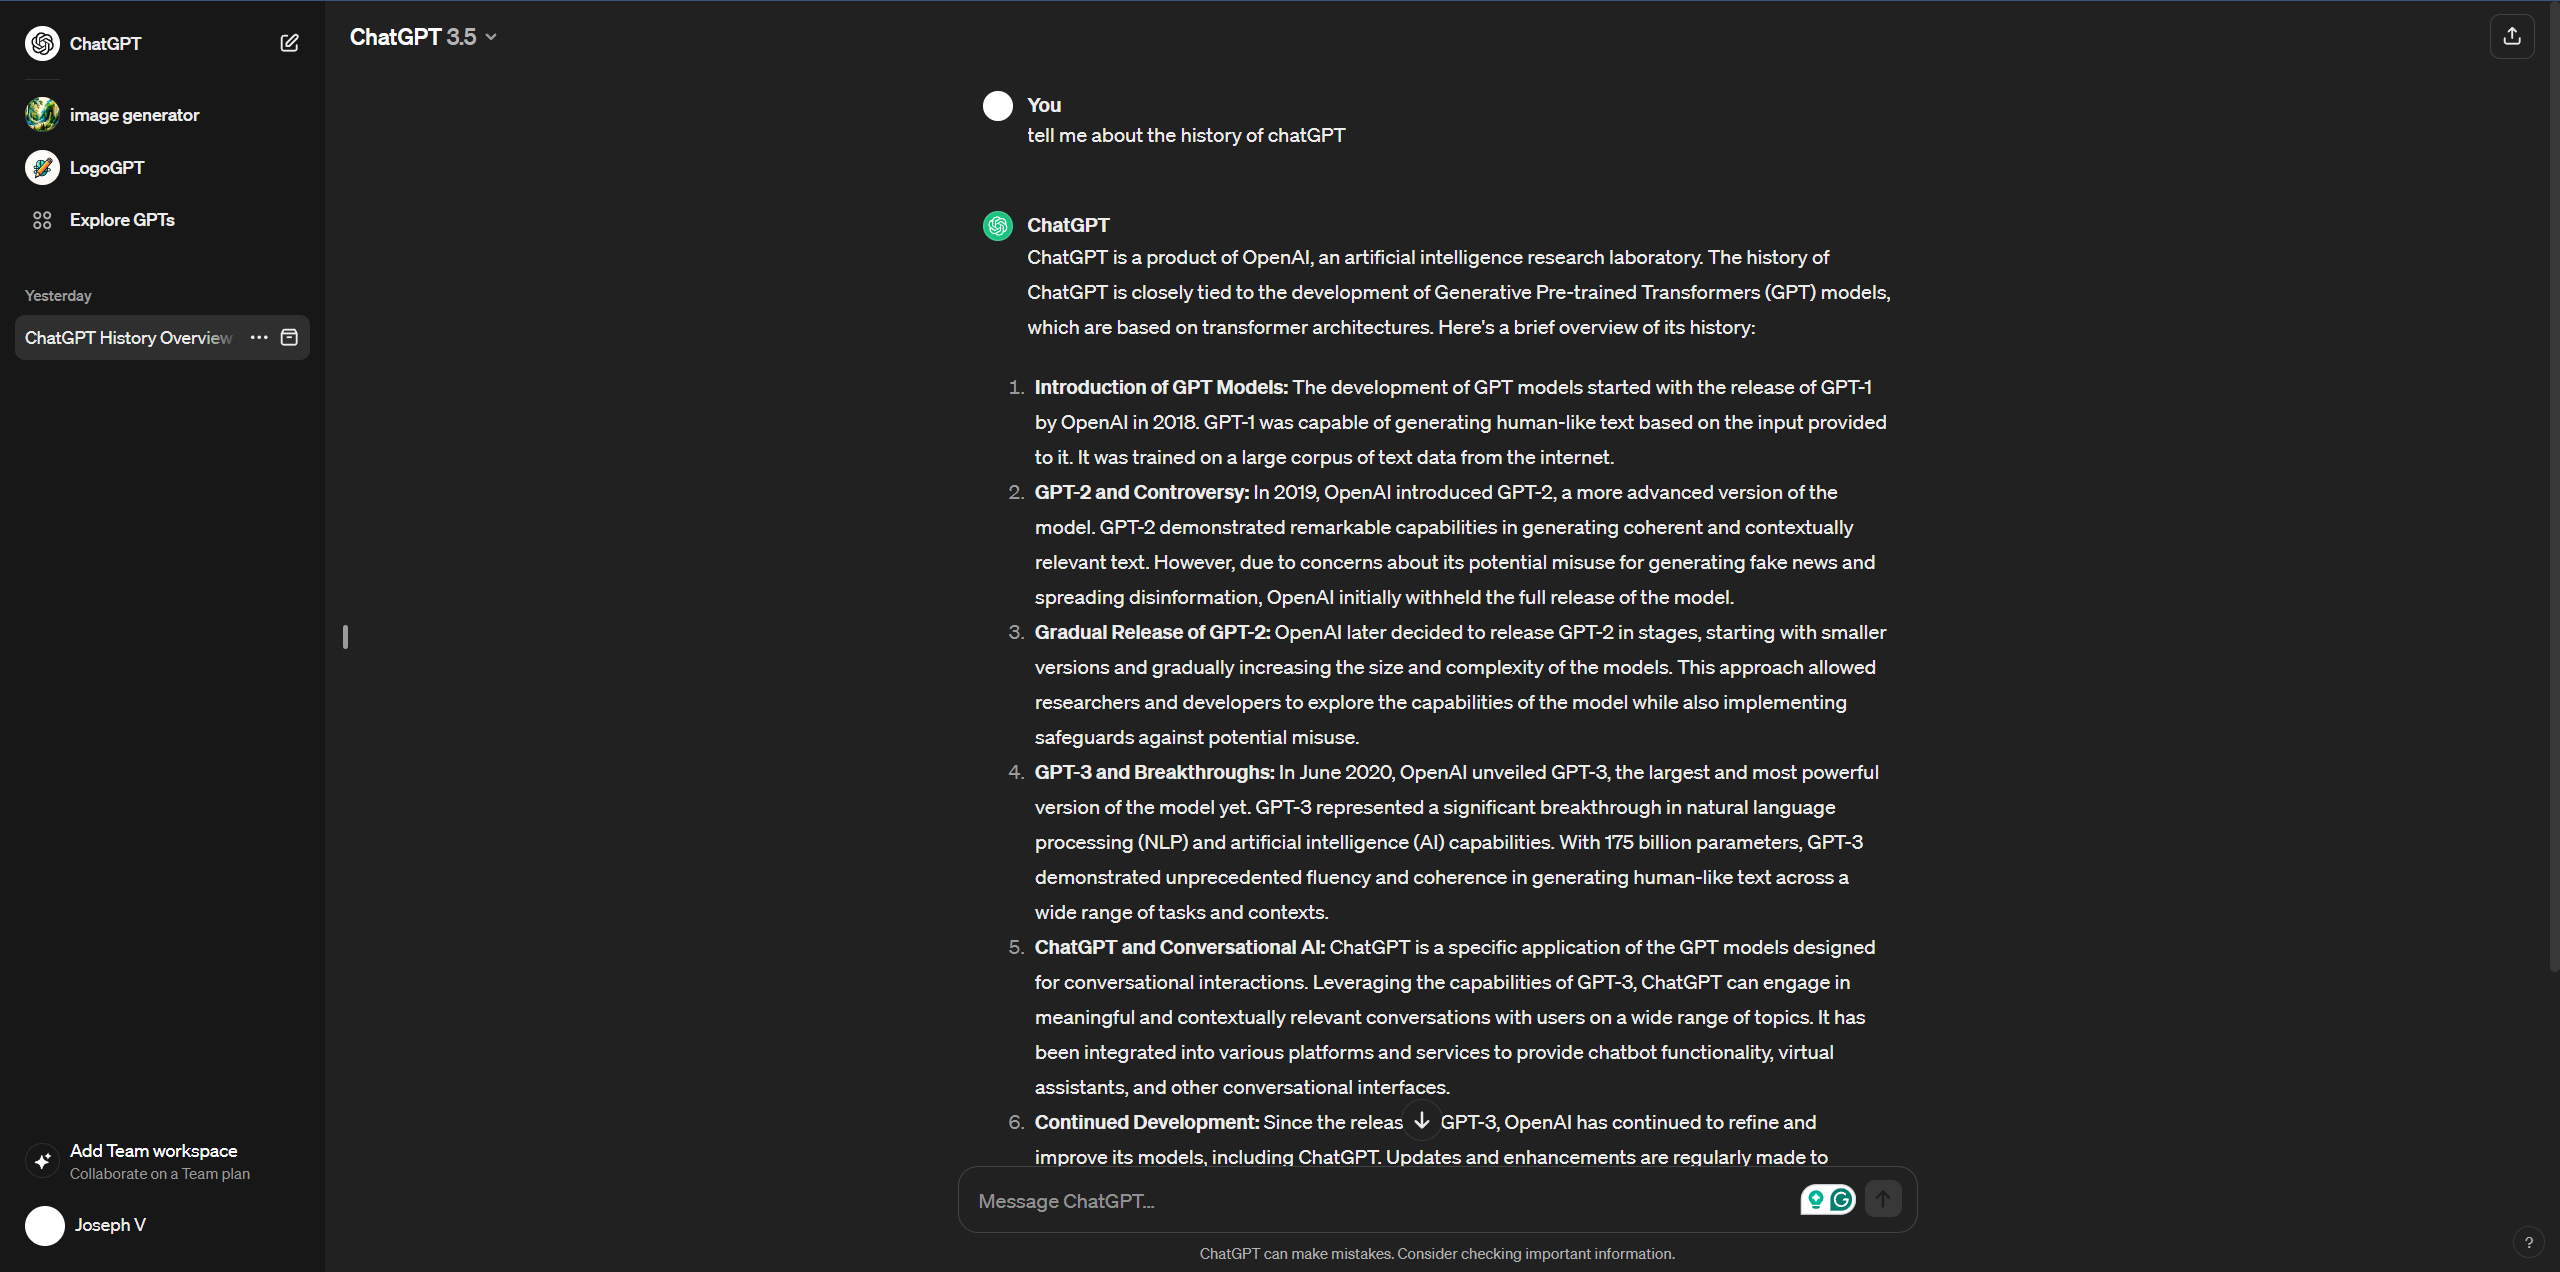 ChatGPT
image generator
LogoGPT
Explore GPTs
Yesterday
ChatGPT History Overview
Add Team workspace
Collaborate on a Team plan
Joseph V
ChatGPT 3.5
You
tell me about the history of chatGPT
ChatGPT
ChatGPT is a product of OpenAI, an artificial intelligence research laboratory. The history of
ChatGPT is closely tied to the development of Generative Pre-trained Transformers (GPT) models,
which are based on transformer architectures. Here's a brief overview of its history:
1. Introduction of GPT Models: The development of GPT models started with the release of GPT-1
by OpenAI in 2018. GPT-1 was capable of generating human-like text based on the input provided
to it. It was trained on a large corpus of text data from the internet.
2. GPT-2 and Controversy: In 2019, OpenAI introduced GPT-2, a more advanced version of the
model. GPT-2 demonstrated remarkable capabilities in generating coherent and contextually
relevant text. However, due to concerns about its potential misuse for generating fake news and
spreading disinformation, OpenAI initially withheld the full release of the model.
3. Gradual Release of GPT-2: OpenAI later decided to release GPT-2 in stages, starting with smaller
versions and gradually increasing the size and complexity of the models. This approach allowed
researchers and developers to explore the capabilities of the model while also implementing
safeguards against potential misuse.
4. GPT-3 and Breakthroughs: In June 2020, OpenAI unveiled GPT-3, the largest and most powerful
version of the model yet. GPT-3 represented a significant breakthrough in natural language
processing (NLP) and artificial intelligence (AI) capabilities. With 175 billion parameters, GPT-3
demonstrated unprecedented fluency and coherence in generating human-like text across a
wide range of tasks and contexts.
5. ChatGPT and Conversational AI: ChatGPT is a specific application of the GPT models designed
for conversational interactions. Leveraging the capabilities of GPT-3, ChatGPT can engage in
meaningful and contextually relevant conversations with users on a wide range of topics. It has
been integrated into various platforms and services to provide chatbot functionality, virtual
assistants, and other conversational interfaces.
6. Continued Development: Since the releas GPT-3, OpenAI has continued to refine and
improve its models, including ChatGPT. Updates and enhancements are regularly made to
Message ChatGPT...
ChatGPT can make mistakes. Consider checking important information.
?